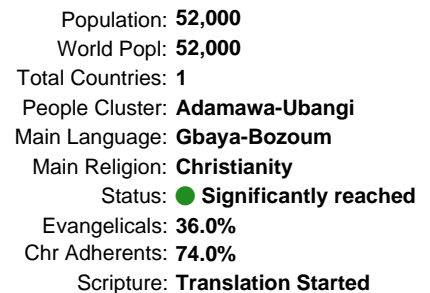 Population: 52,000
World Popl: 52,000
Total Countries: 1
People Cluster: Adamawa-Ubangi
Main Language: Gbaya-Bozoum
Main Religion: Christianity
Status: Significantly reached
Evangelicals: 36.0%
Chr Adherents: 74.0%
Scripture: Translation Started